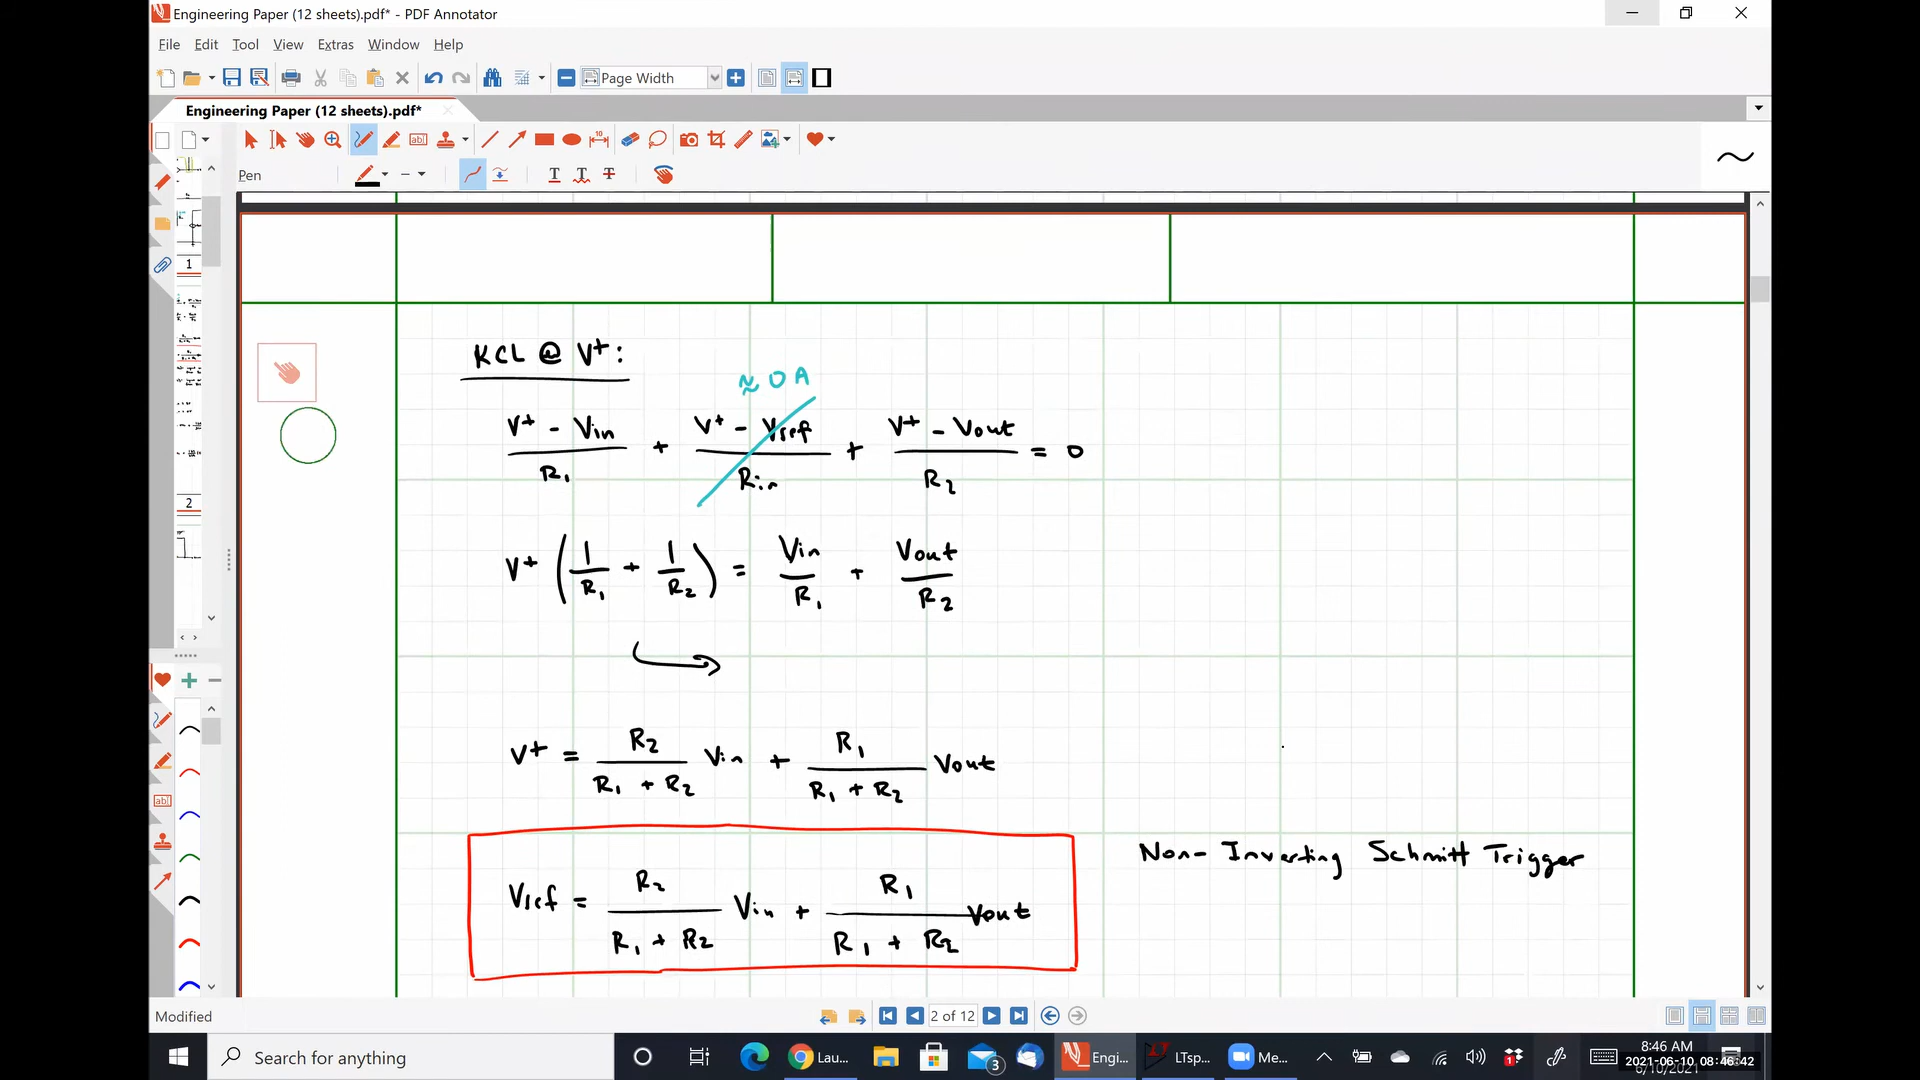 Engineering Paper (12 sheets).pdf* - PDF Annotator
File Edit Tool View Extras Window Help
Page Width
Engineering Paper (12 sheets).pdf*
Pen
1
2
KCL @ V+:
≈ 0 A
V+ - Vin / R1 + V+ - Vref / Rin + V+ - Vout / R2 = 0
V+ (1/R1 + 1/R2) = Vin/R1 + Vout/R2
V+ = R2 / R1 + R2 Vin + R1 / R1 + R2 Vout
Non-Inverting Schmitt Trigger
Vref = R2 / R1 + R2 Vin + R1 / R1 + R2 Vout
Modified
2 of 12
Search for anything
3
Lau...
Engi...
LTsp...
Me...
1
8:46 AM
2021-06-10 08:46:42